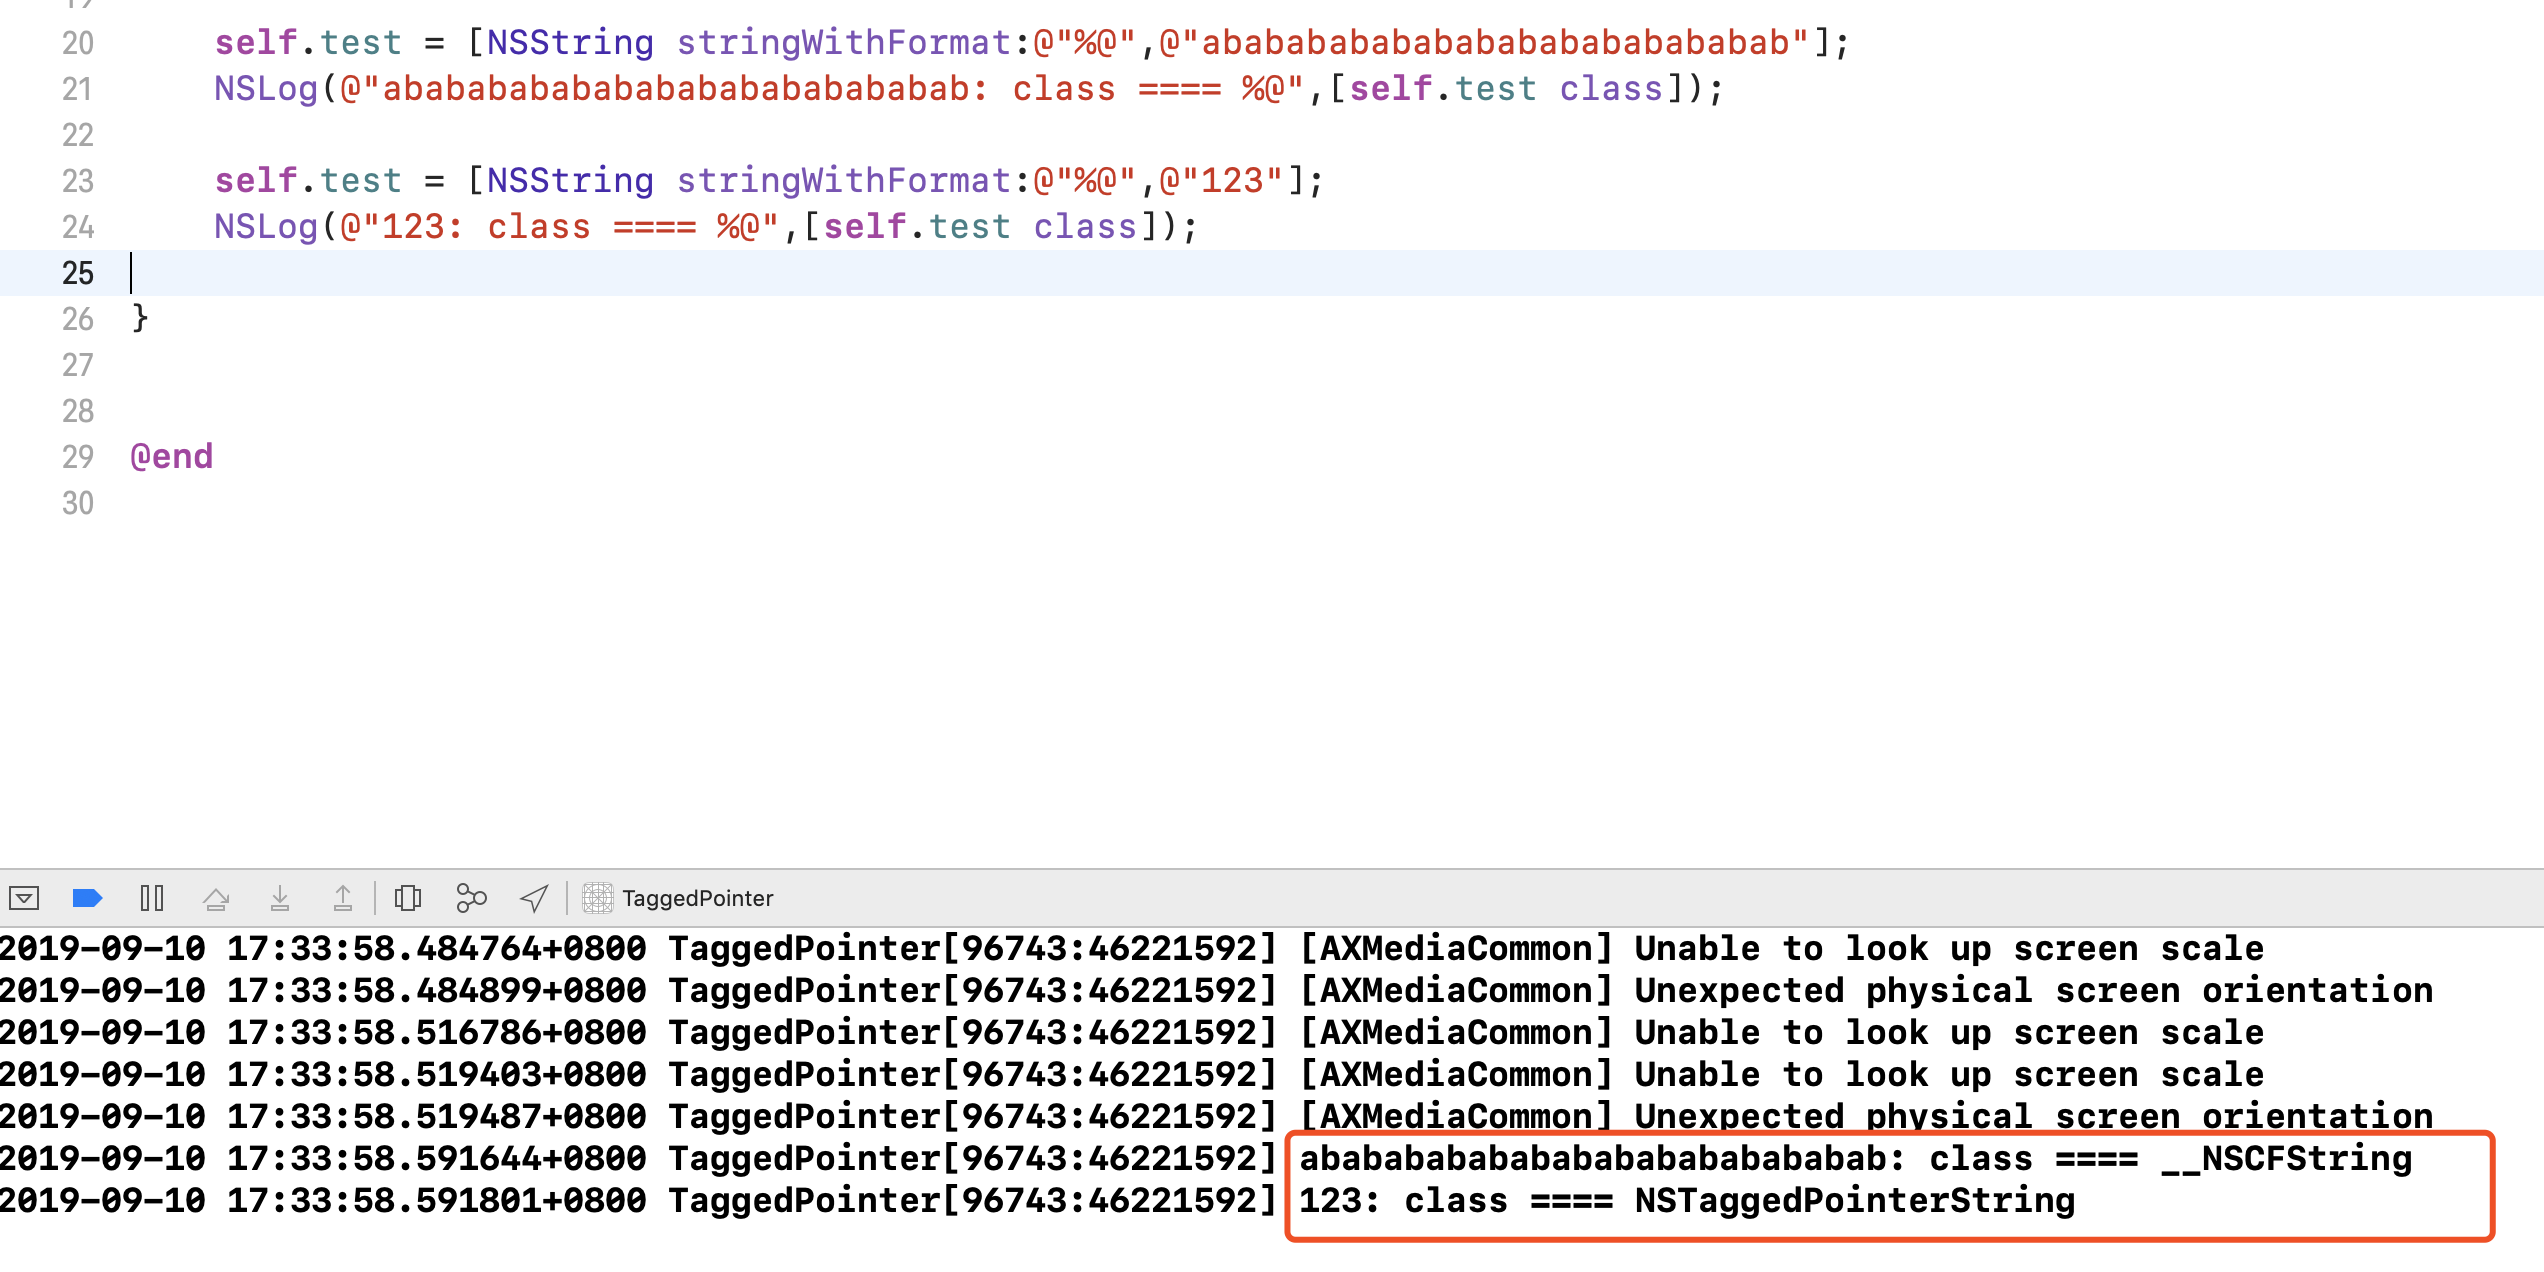 20 self.test = [NSString stringWithFormat:@"%@",@"abababababababababababababab"];
21 NSLog(@"abababababababababababababab: class ==== %@",[self.test class]);
22
23 self.test = [NSString stringWithFormat:@"%@",@"123"];
24 NSLog(@"123: class ==== %@",[self.test class]);
25
26 }
27
28
29 @end
30
TaggedPointer
2019-09-10 17:33:58.484764+0800 TaggedPointer[96743:46221592] [AXMediaCommon] Unable to look up screen scale
2019-09-10 17:33:58.484899+0800 TaggedPointer[96743:46221592] [AXMediaCommon] Unexpected physical screen orientation
2019-09-10 17:33:58.516786+0800 TaggedPointer[96743:46221592] [AXMediaCommon] Unable to look up screen scale
2019-09-10 17:33:58.519403+0800 TaggedPointer[96743:46221592] [AXMediaCommon] Unable to look up screen scale
2019-09-10 17:33:58.519487+0800 TaggedPointer[96743:46221592] [AXMediaCommon] Unexpected physical screen orientation
2019-09-10 17:33:58.591644+0800 TaggedPointer[96743:46221592] abababababababababababababab: class ==== __NSCFString
2019-09-10 17:33:58.591801+0800 TaggedPointer[96743:46221592] 123: class ==== NSTaggedPointerString